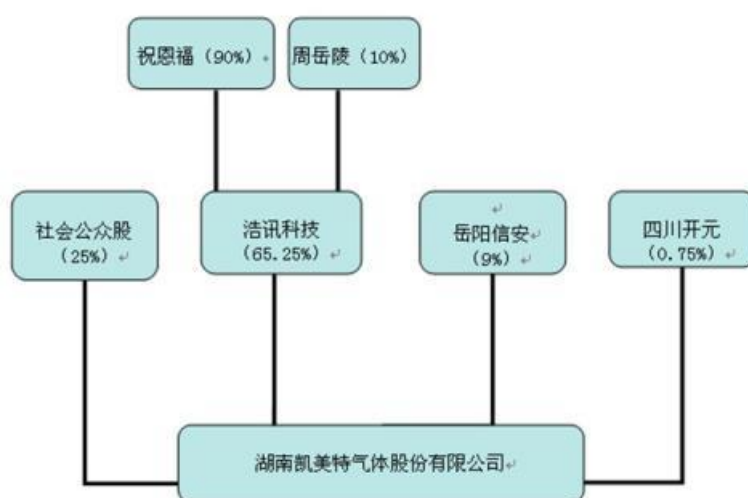 祝恩福（90%）
周岳陵（10%）
社会公众股
（25%）
浩讯科技
（65.25%）
岳阳信安
（9%）
四川开元
（0.75%）
湖南凯美特气体股份有限公司